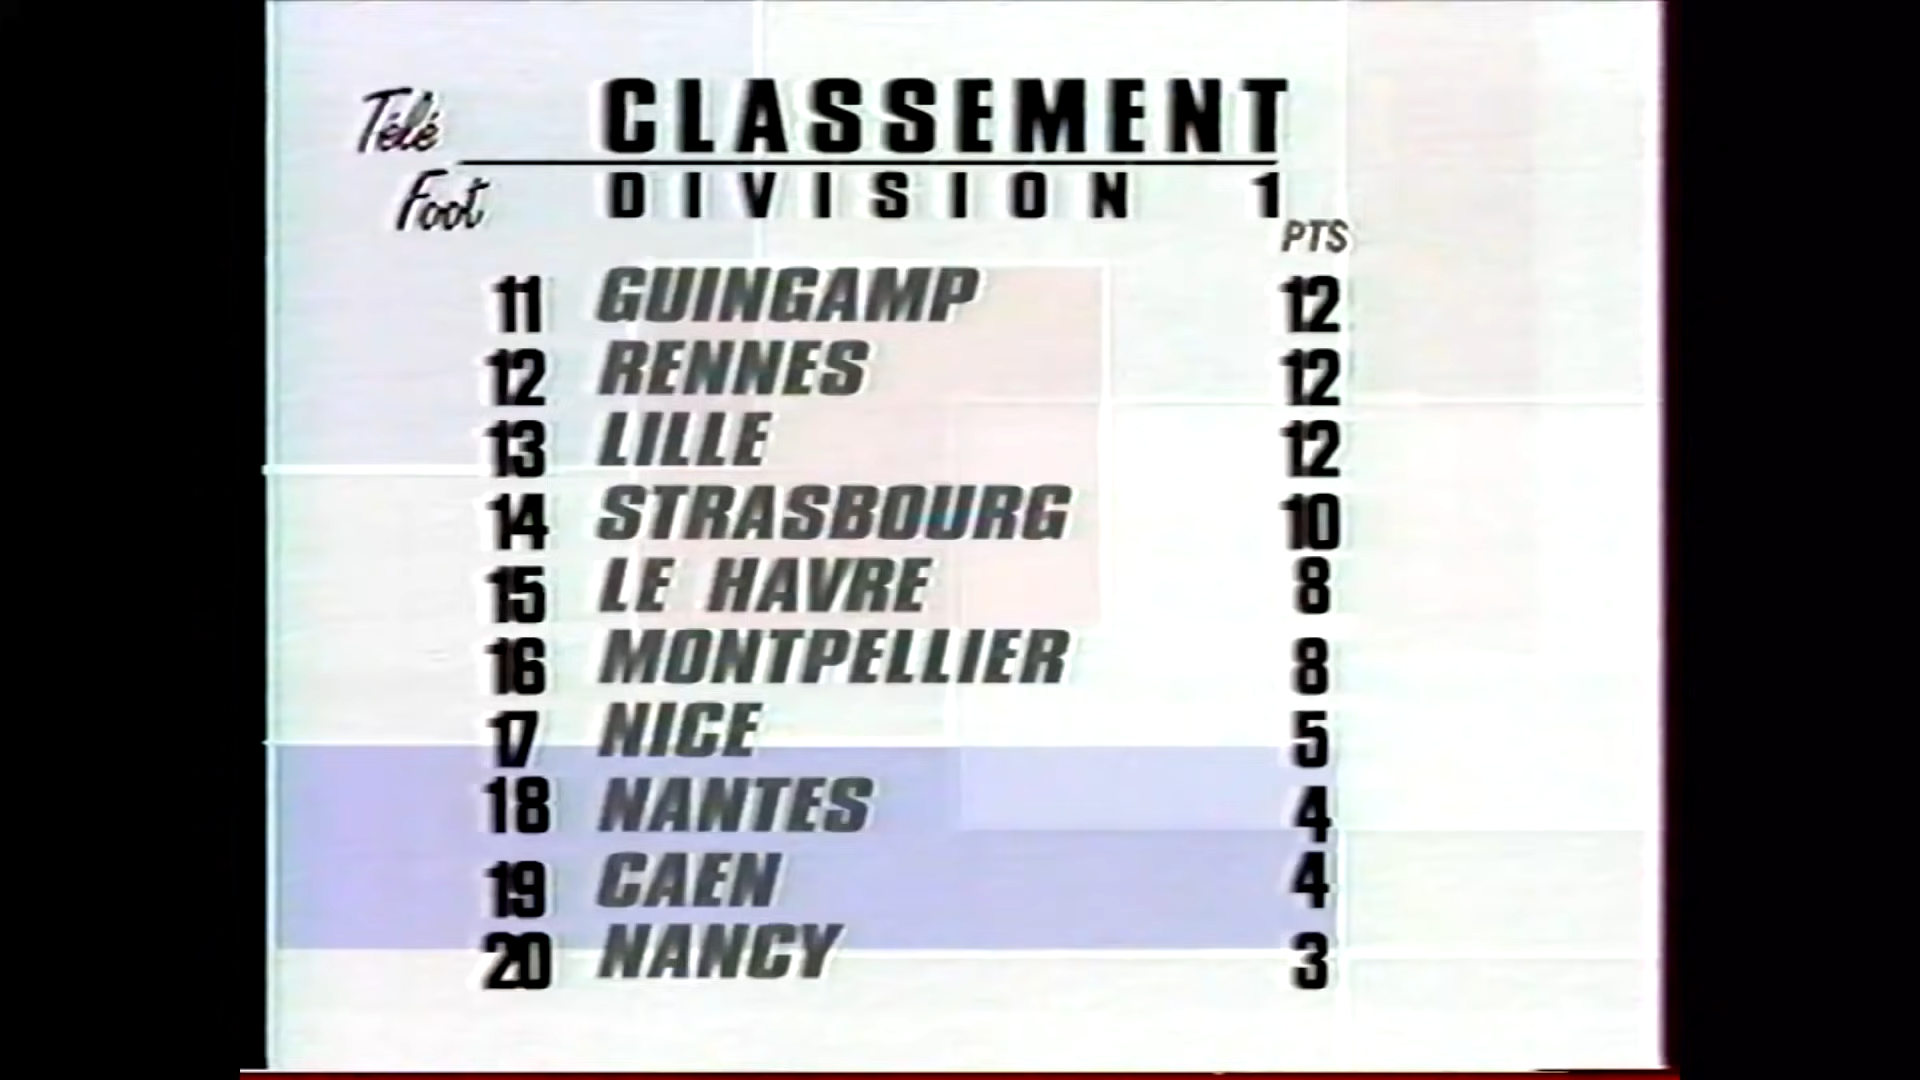 Télé CLASSEMENT
Foot DIVISION 1
PTS
11 GUINGAMP 12
12 RENNES 12
13 LILLE 12
14 STRASBOURG 10
15 LE HAVRE 8
16 MONTPELLIER 8
17 NICE 5
18 NANTES 4
19 CAEN 4
20 NANCY 3